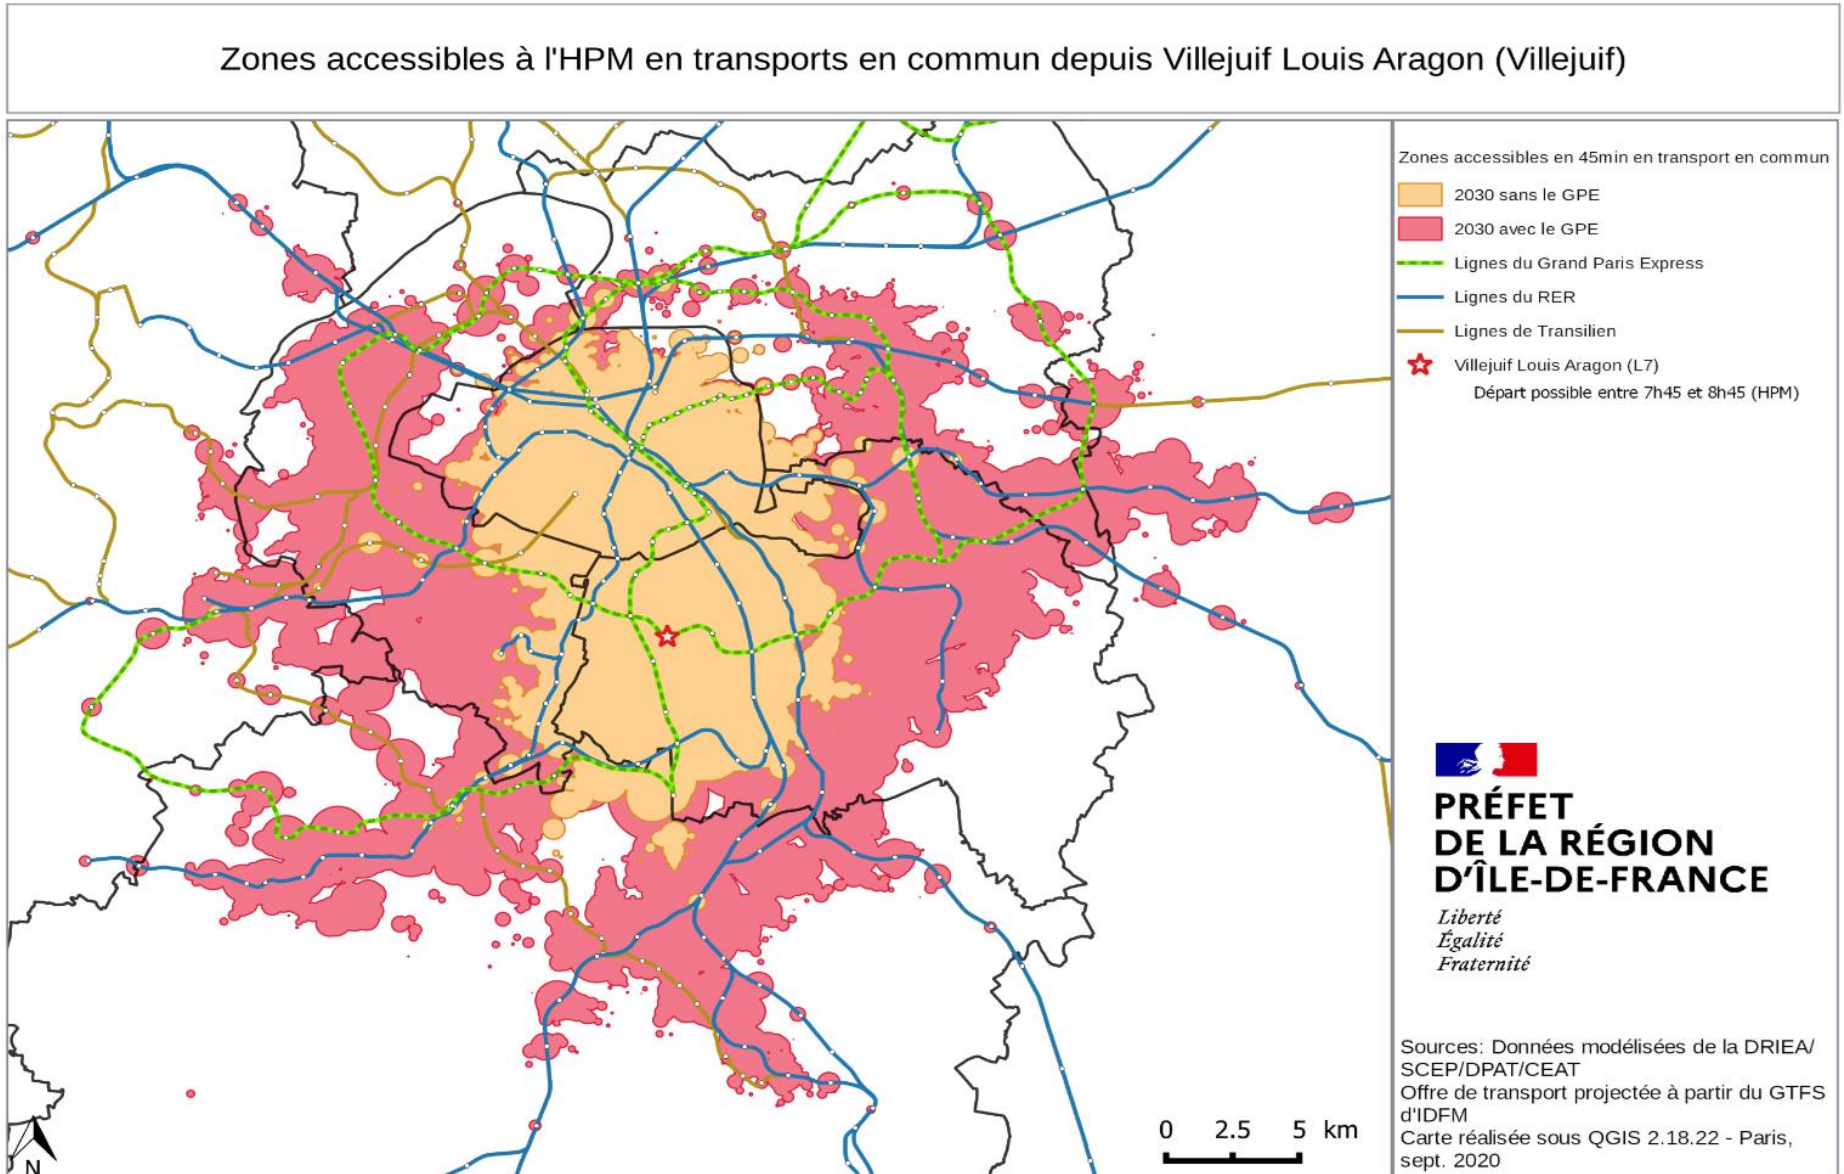 Zones accessibles à l'HPM en transports en commun depuis Villejuif Louis Aragon (Villejuif)
Zones accessibles en 45min en transport en commun
2030 sans le GPE
2030 avec le GPE
Lignes du Grand Paris Express
Lignes du RER
Lignes de Transilien
Villejuif Louis Aragon (L7)
Départ possible entre 7h45 et 8h45 (HPM)
PRÉFET
DE LA RÉGION
D'ÎLE-DE-FRANCE
Liberté
Égalité
Fraternité
Sources: Données modélisées de la DRIEA/
SCEP/DPAT/CEAT
Offre de transport projectée à partir du GTFS
d'IDFM
Carte réalisée sous QGIS 2.18.22 - Paris,
sept. 2020
0 2.5 5 km
N